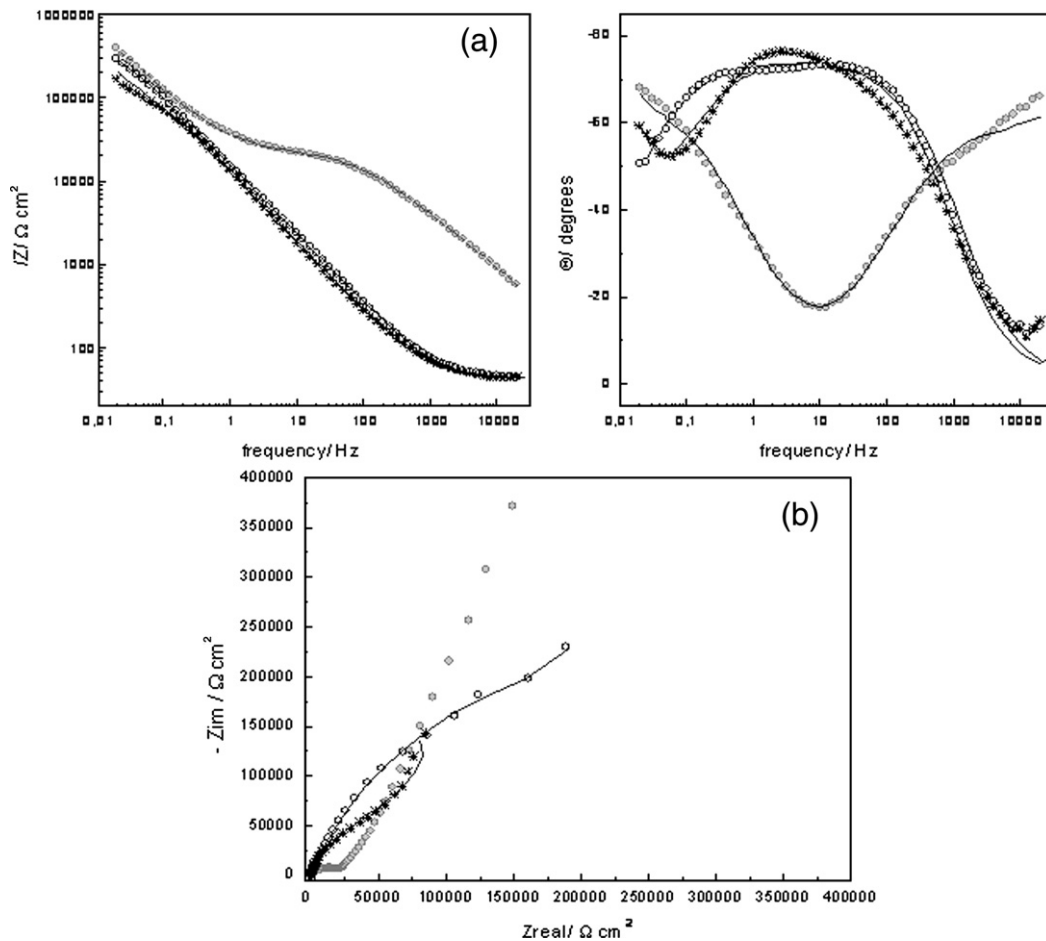 (a)
1000000
100000
10000
1000
100
/Z/ Ω cm²
0,01 0,1 1 10 100 1000 10000
frequency/ Hz
-80
-60
-40
-20
0
Θ/ degrees
0,01 0,1 1 10 100 1000 10000
frequency/ Hz
(b)
400000
350000
300000
250000
200000
150000
100000
50000
0
- Zim / Ω cm²
0 50000 100000 150000 200000 250000 300000 350000 400000
Zreal/ Ω cm²